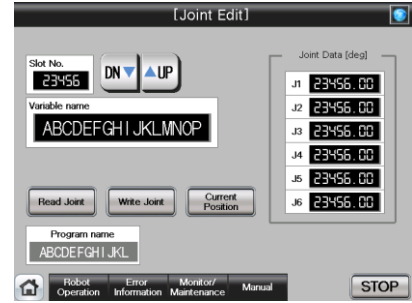 [Joint Edit]
Slot No.
23456
DN▼ ▲UP
Variable name
ABCDEFGHIJKLMNOP
Read Joint
Write Joint
Current
Position
Program name
ABCDEFGHIJKL
Joint Data [deg]
J1 23456.00
J2 23456.00
J3 23456.00
J4 23456.00
J5 23456.00
J6 23456.00
Robot
Operation
Error
Information
Monitor/
Maintenance
Manual
STOP